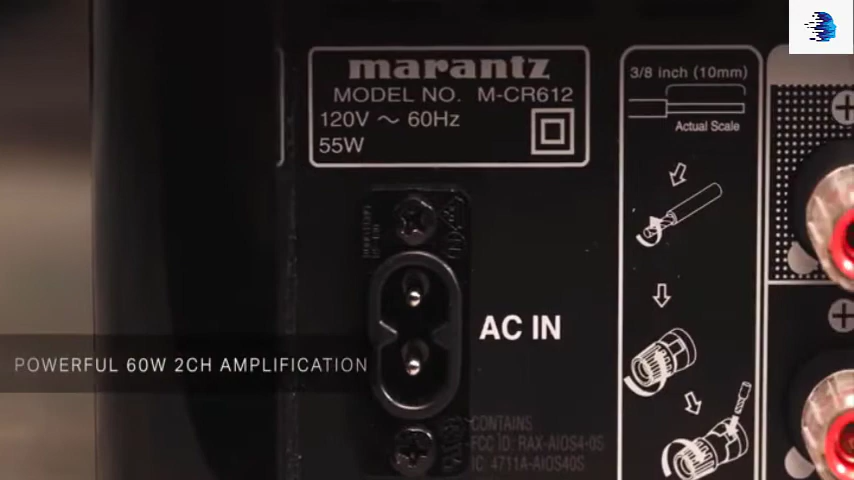 marantz
MODEL NO. M-CR612
120V ～ 60Hz
55W
3/8 inch (10mm)
Actual Scale
AC IN
POWERFUL 60W 2CH AMPLIFICATION
CONTAINS
FCC ID: RAX-AIOS4-0S
IC: 4711A-AIOS40S